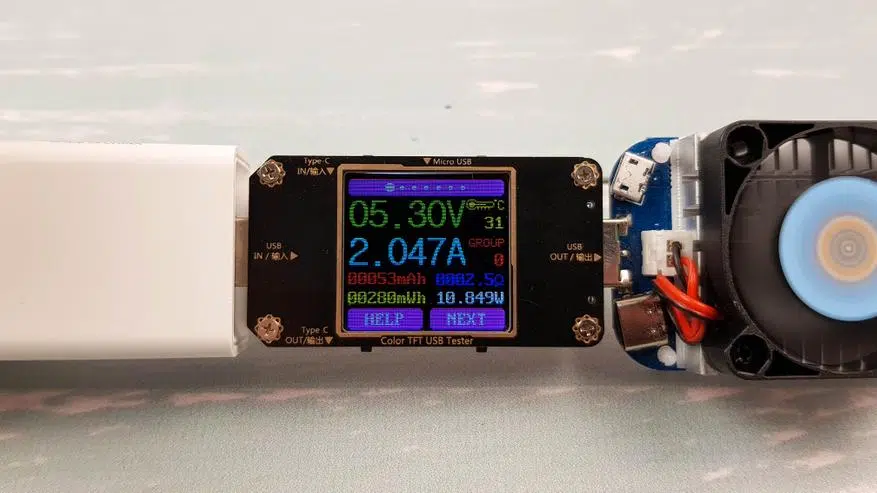 Type-C
IN/输入▼
▼Micro USB
05.30V
°C
31
2.047A
GROUP
0
USB
IN / 输入▶
USB
OUT / 输出▶
00053mAh
0002.5Ω
00280mWh
10.849W
HELP
NEXT
Type C
OUT/输出▼
Color TFT USB Tester